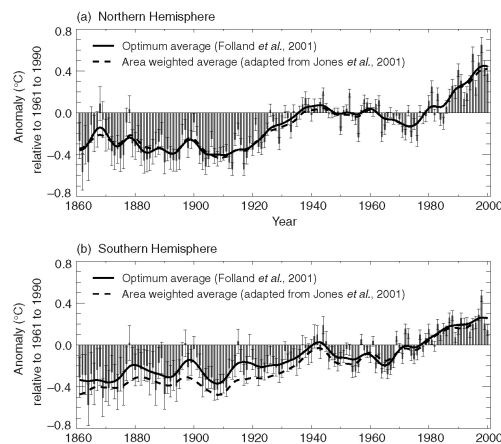 (a) Northern Hemisphere
0.8
0.4
0.0
−0.4
−0.8
Anomaly (°C)
relative to 1961 to 1990
Optimum average (Folland et al., 2001)
Area weighted average (adapted from Jones et al., 2001)
1860 1880 1900 1920 1940 1960 1980 2000
Year
(b) Southern Hemisphere
0.8
0.4
0.0
−0.4
−0.8
Anomaly (°C)
relative to 1961 to 1990
Optimum average (Folland et al., 2001)
Area weighted average (adapted from Jones et al., 2001)
1860 1880 1900 1920 1940 1960 1980 2000